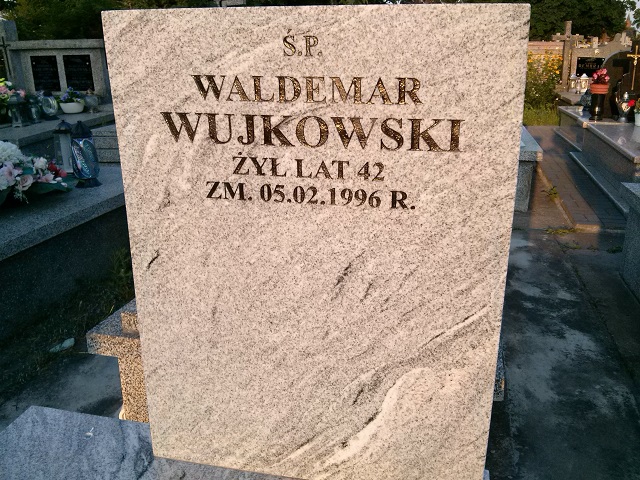 Ś.P.
WALDEMAR
WUJKOWSKI
ŻYŁ LAT 42
ZM. 05.02.1996 R.